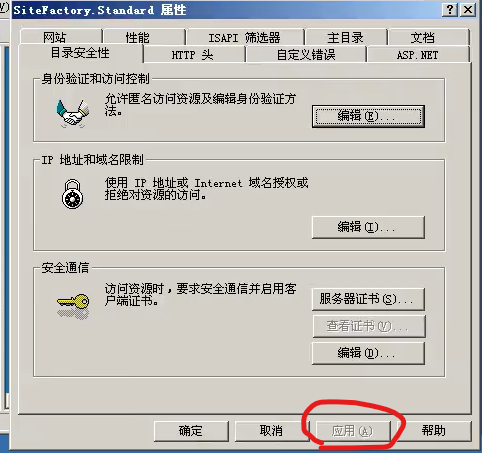 SiteFactory.Standard 属性
网站 性能 ISAPI 筛选器 主目录 文档
目录安全性 HTTP 头 自定义错误 ASP.NET
身份验证和访问控制
允许匿名访问资源及编辑身份验证方
法。
编辑(E)...
IP 地址和域名限制
使用 IP 地址或 Internet 域名授权或
拒绝对资源的访问。
编辑(I)...
安全通信
访问资源时，要求安全通信并启用客
户端证书。
服务器证书(S)...
查看证书(V)...
编辑(D)...
确定 取消 应用(A) 帮助